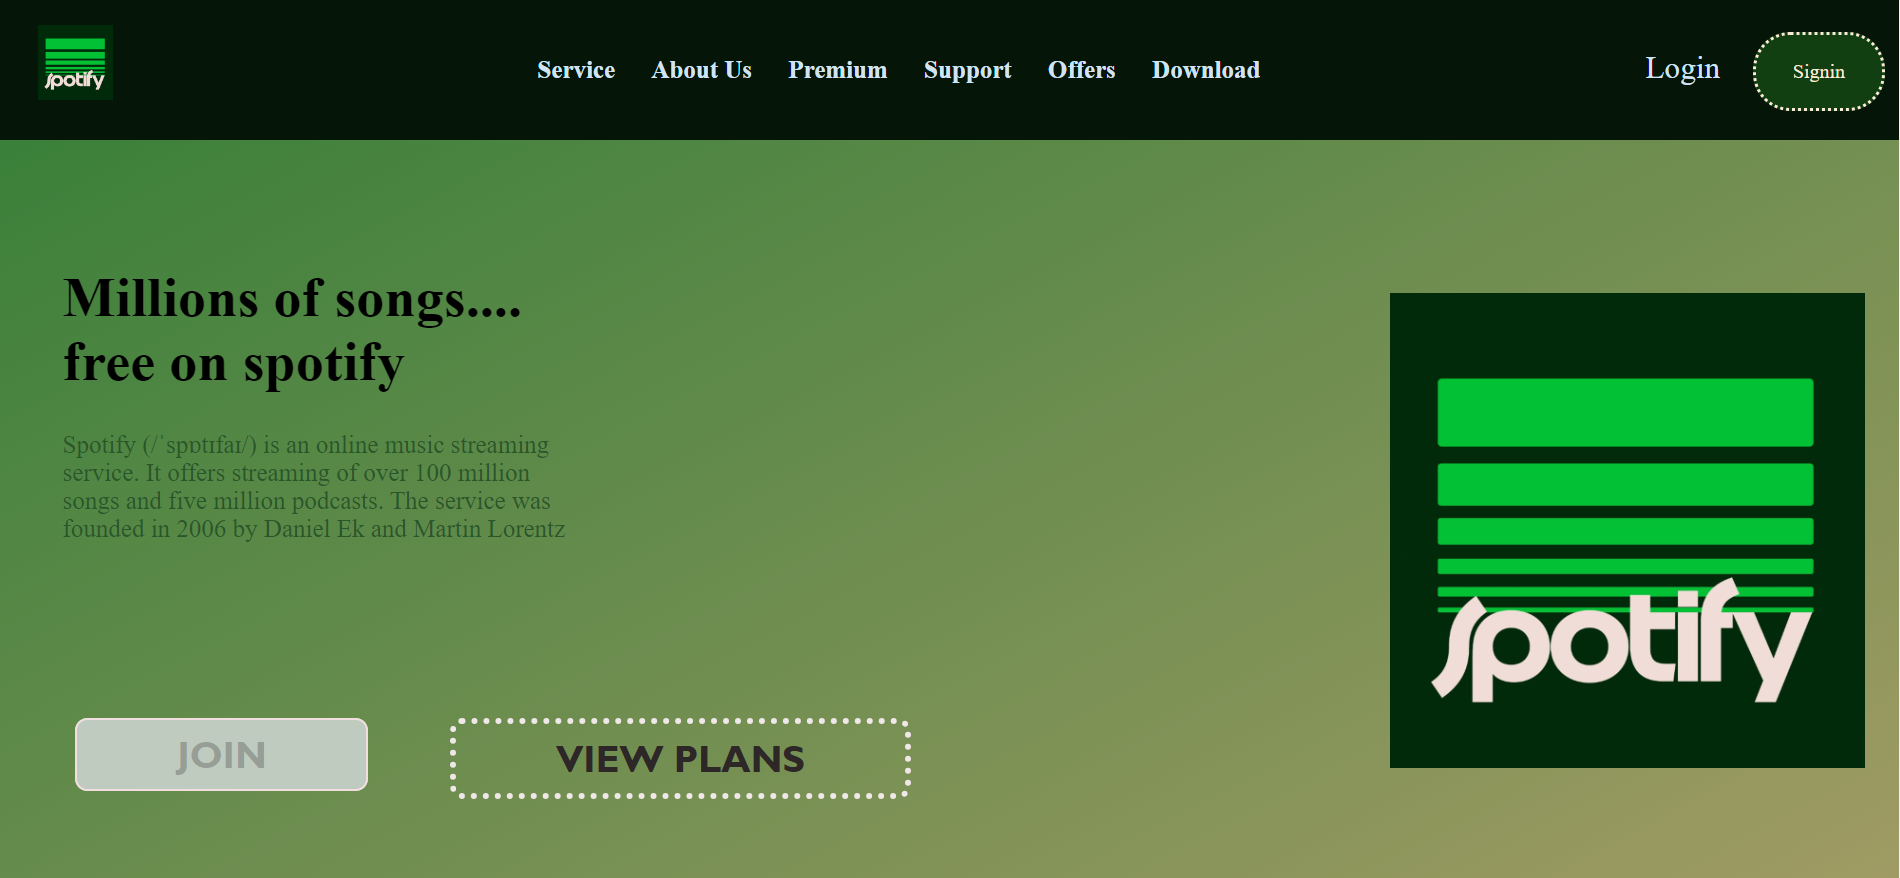 spotify
Service About Us Premium Support Offers Download
Login
Signin
Millions of songs....
free on spotify
Spotify (/ˈspɒtɪfaɪ/) is an online music streaming
service. It offers streaming of over 100 million
songs and five million podcasts. The service was
founded in 2006 by Daniel Ek and Martin Lorentz
spotify
JOIN
VIEW PLANS